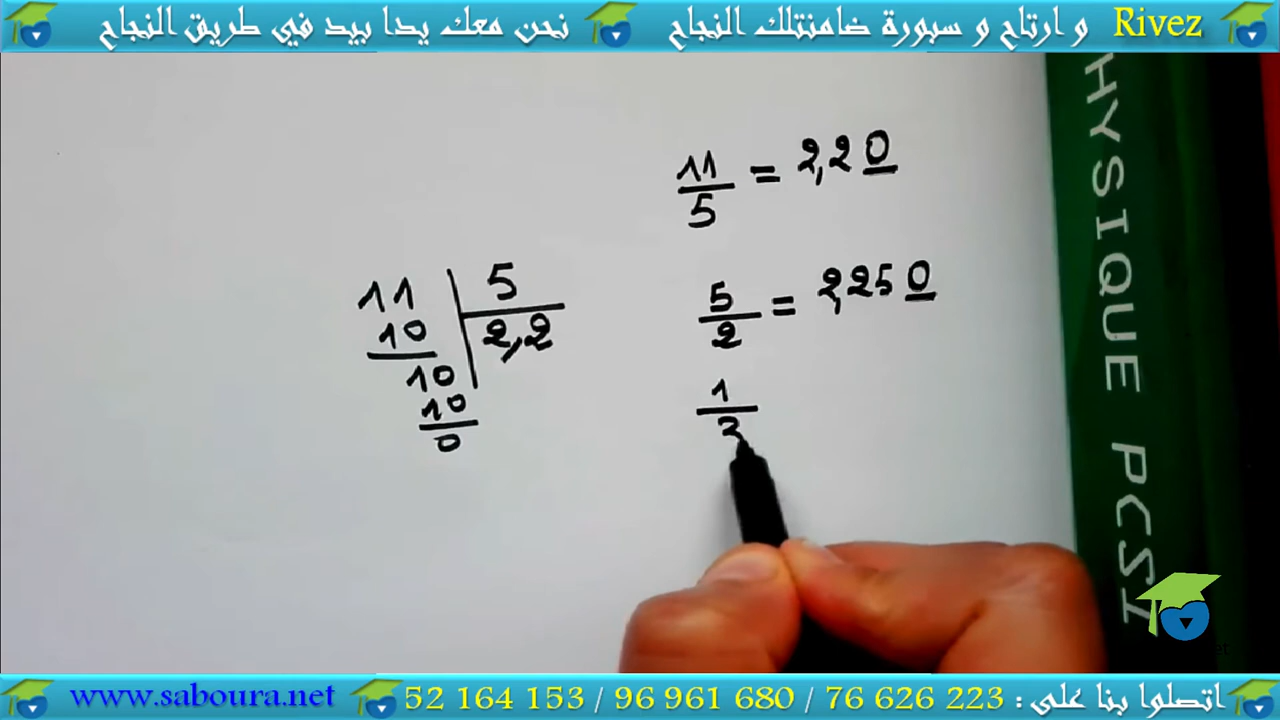 نحن معك يدا بيد في طريق النجاح و ارتاح و سبورة ضامنتلك النجاح Rivez
11/5 = 2,20
11 | 5
10 | 2,2
10
10
0
5/2 = 2,250
1/3
PHYSIQUE PCSI
www.saboura.net 52 164 153 / 96 961 680 / 76 626 223 : اتصلوا بنا على